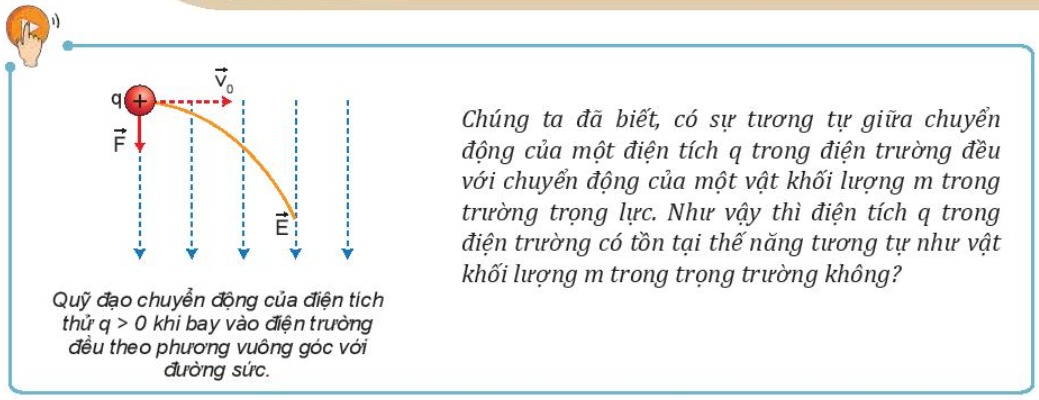 q
+
v⃗₀
F⃗
E⃗
Quỹ đạo chuyển động của điện tích
thử q > 0 khi bay vào điện trường
đều theo phương vuông góc với
đường sức.
Chúng ta đã biết, có sự tương tự giữa chuyển
động của một điện tích q trong điện trường đều
với chuyển động của một vật khối lượng m trong
trường trọng lực. Như vậy thì điện tích q trong
điện trường có tồn tại thế năng tương tự như vật
khối lượng m trong trọng trường không?